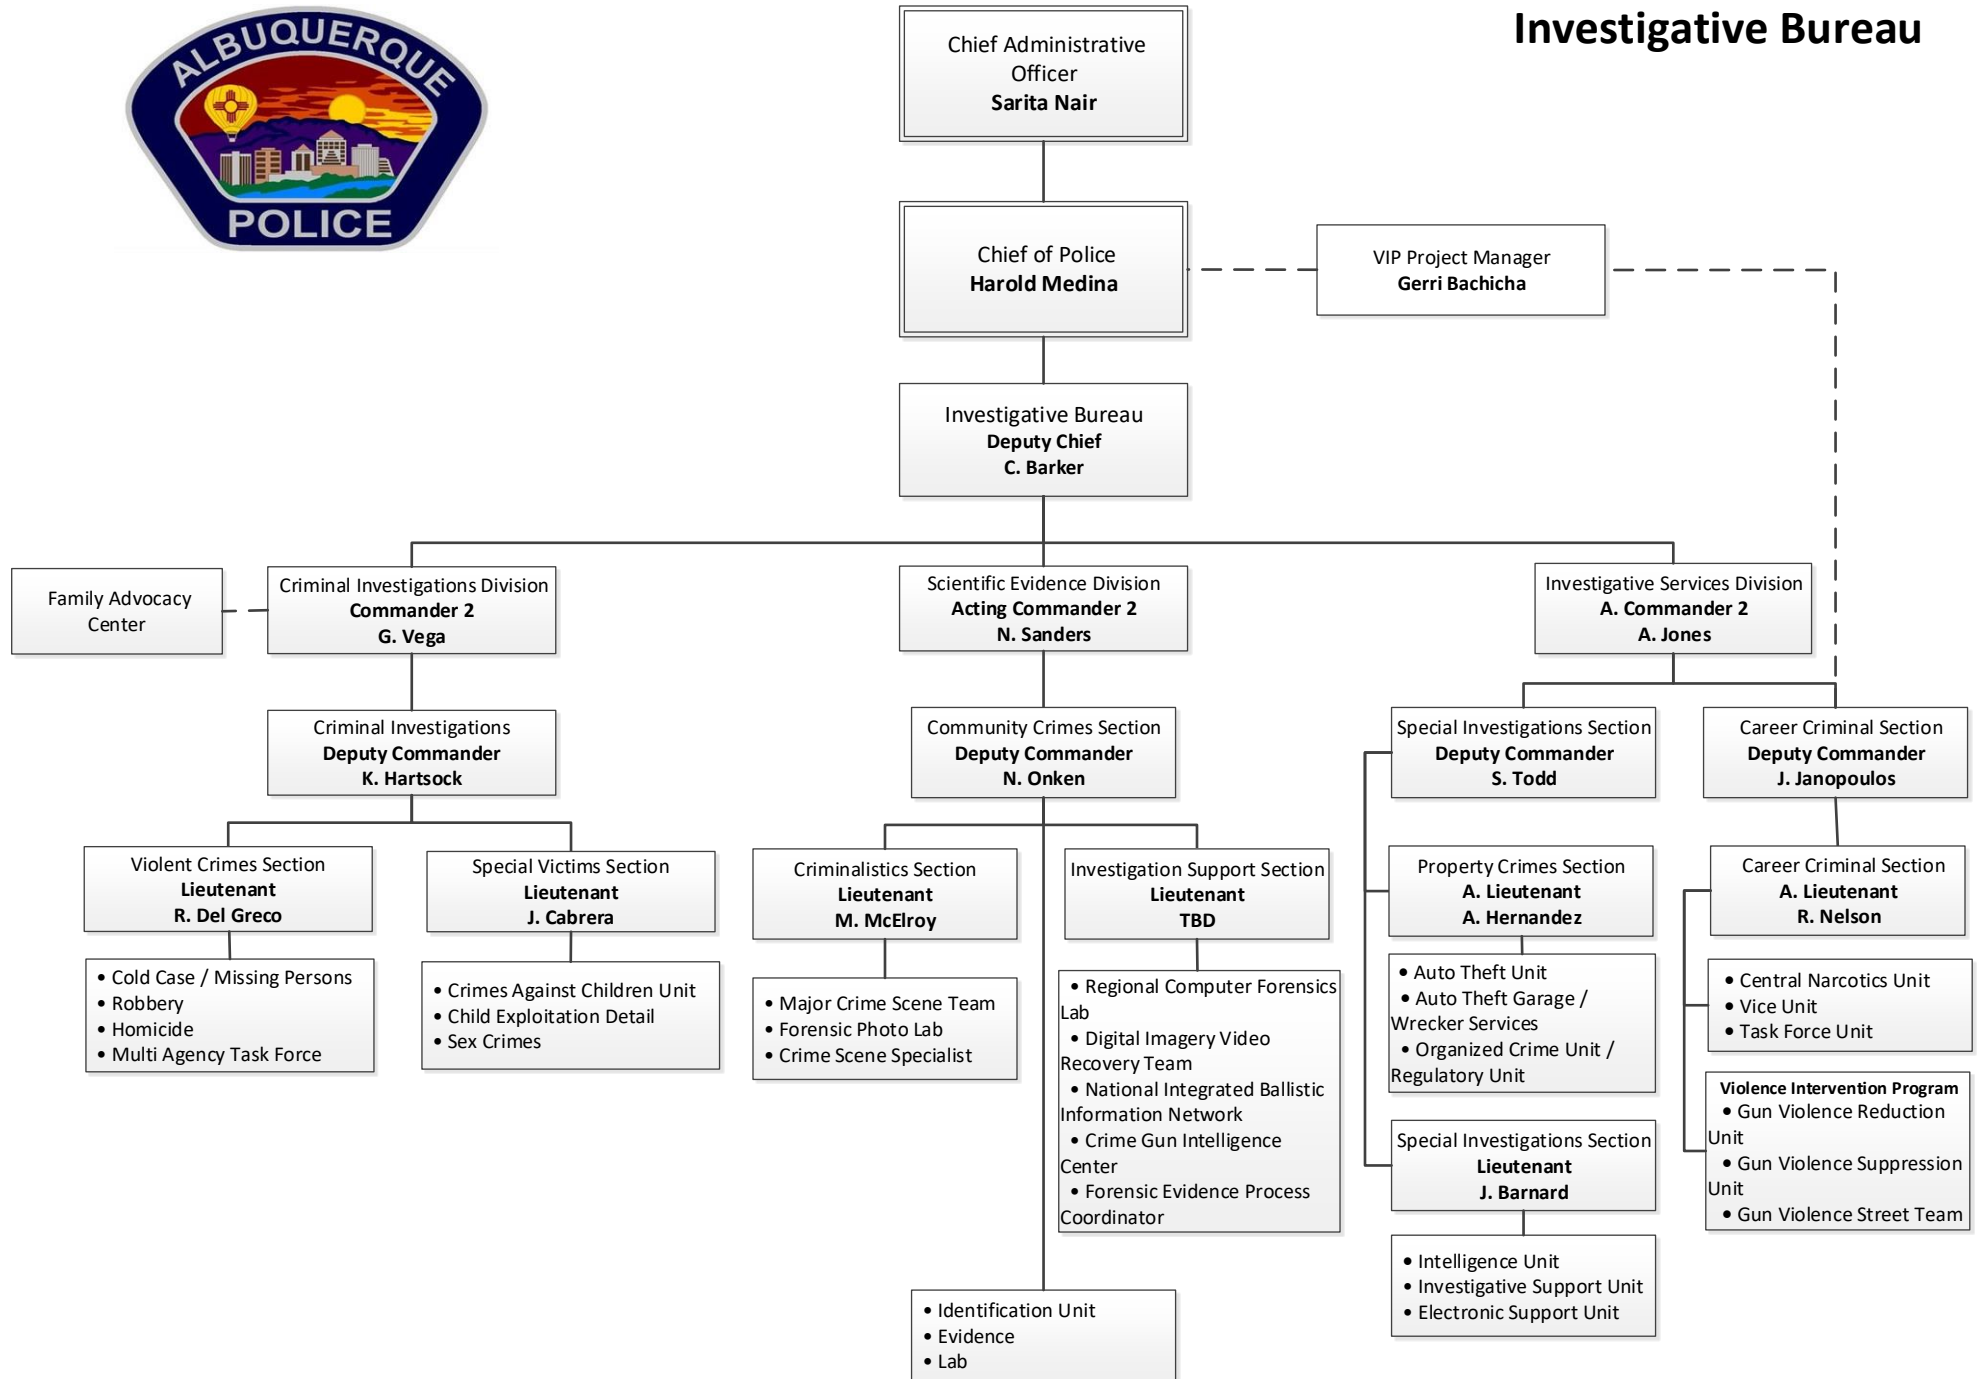 ALBUQUERQUE
POLICE
Investigative Bureau
Chief Administrative
Officer
Sarita Nair
Chief of Police
Harold Medina
VIP Project Manager
Gerri Bachicha
Investigative Bureau
Deputy Chief
C. Barker
Family Advocacy
Center
Criminal Investigations Division
Commander 2
G. Vega
Scientific Evidence Division
Acting Commander 2
N. Sanders
Investigative Services Division
A. Commander 2
A. Jones
Criminal Investigations
Deputy Commander
K. Hartsock
Community Crimes Section
Deputy Commander
N. Onken
Special Investigations Section
Deputy Commander
S. Todd
Career Criminal Section
Deputy Commander
J. Janopoulos
Violent Crimes Section
Lieutenant
R. Del Greco
Special Victims Section
Lieutenant
J. Cabrera
Criminalistics Section
Lieutenant
M. McElroy
Investigation Support Section
Lieutenant
TBD
Property Crimes Section
A. Lieutenant
A. Hernandez
Career Criminal Section
A. Lieutenant
R. Nelson
• Cold Case / Missing Persons
• Robbery
• Homicide
• Multi Agency Task Force
• Crimes Against Children Unit
• Child Exploitation Detail
• Sex Crimes
• Major Crime Scene Team
• Forensic Photo Lab
• Crime Scene Specialist
• Regional Computer Forensics
Lab
• Digital Imagery Video
Recovery Team
• National Integrated Ballistic
Information Network
• Crime Gun Intelligence
Center
• Forensic Evidence Process
Coordinator
• Auto Theft Unit
• Auto Theft Garage /
Wrecker Services
• Organized Crime Unit /
Regulatory Unit
• Central Narcotics Unit
• Vice Unit
• Task Force Unit
Violence Intervention Program
• Gun Violence Reduction
Unit
• Gun Violence Suppression
Unit
• Gun Violence Street Team
Special Investigations Section
Lieutenant
J. Barnard
• Intelligence Unit
• Investigative Support Unit
• Electronic Support Unit
• Identification Unit
• Evidence
• Lab